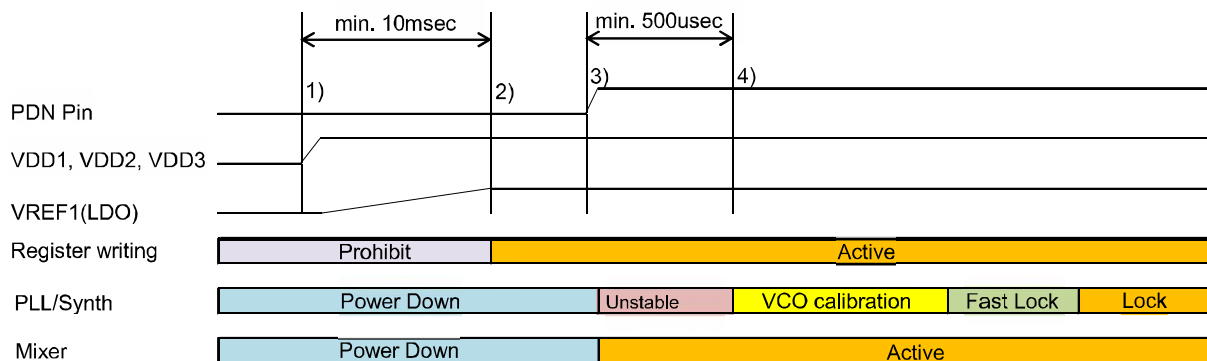 min. 10msec
min. 500usec
1)
2)
3)
4)
PDN Pin
VDD1, VDD2, VDD3
VREF1(LDO)
Register writing
Prohibit
Active
PLL/Synth
Power Down
Unstable
VCO calibration
Fast Lock
Lock
Mixer
Power Down
Active